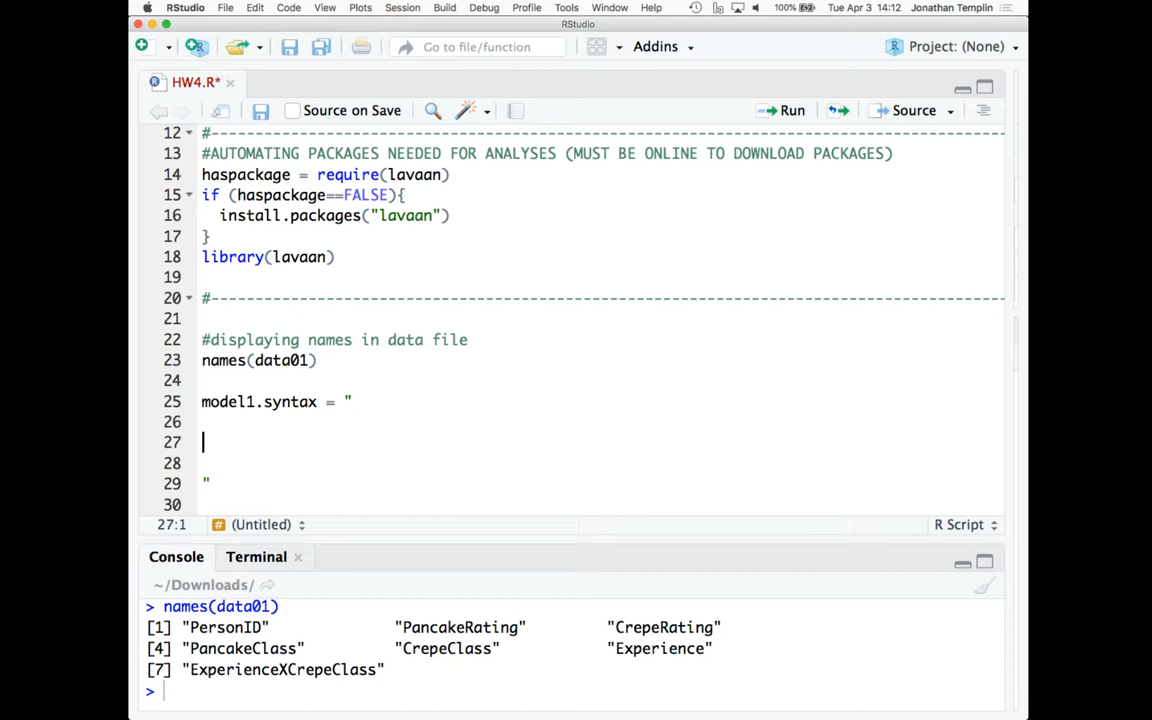 RStudio File Edit Code View Plots Session Build Debug Profile Tools Window Help 100% Tue Apr 3 14:12 Jonathan Templin
RStudio
Go to file/function Addins Project: (None)
HW4.R*
Source on Save Run Source
12 #---------------------------------------------------------------------------------
13 #AUTOMATING PACKAGES NEEDED FOR ANALYSES (MUST BE ONLINE TO DOWNLOAD PACKAGES)
14 haspackage = require(lavaan)
15 if (haspackage==FALSE){
16 install.packages("lavaan")
17 }
18 library(lavaan)
19
20 #---------------------------------------------------------------------------------
21
22 #displaying names in data file
23 names(data01)
24
25 model1.syntax = "
26
27
28
29 "
30
27:1 # (Untitled) R Script
Console Terminal
~/Downloads/
> names(data01)
[1] "PersonID" "PancakeRating" "CrepeRating"
[4] "PancakeClass" "CrepeClass" "Experience"
[7] "ExperienceXCrepeClass"
>